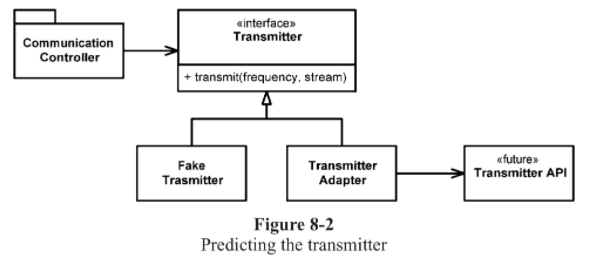 Communication
Controller
«interface»
Transmitter
+ transmit(frequency, stream)
Fake
Trasmitter
Transmitter
Adapter
«future»
Transmitter API
Figure 8-2
Predicting the transmitter